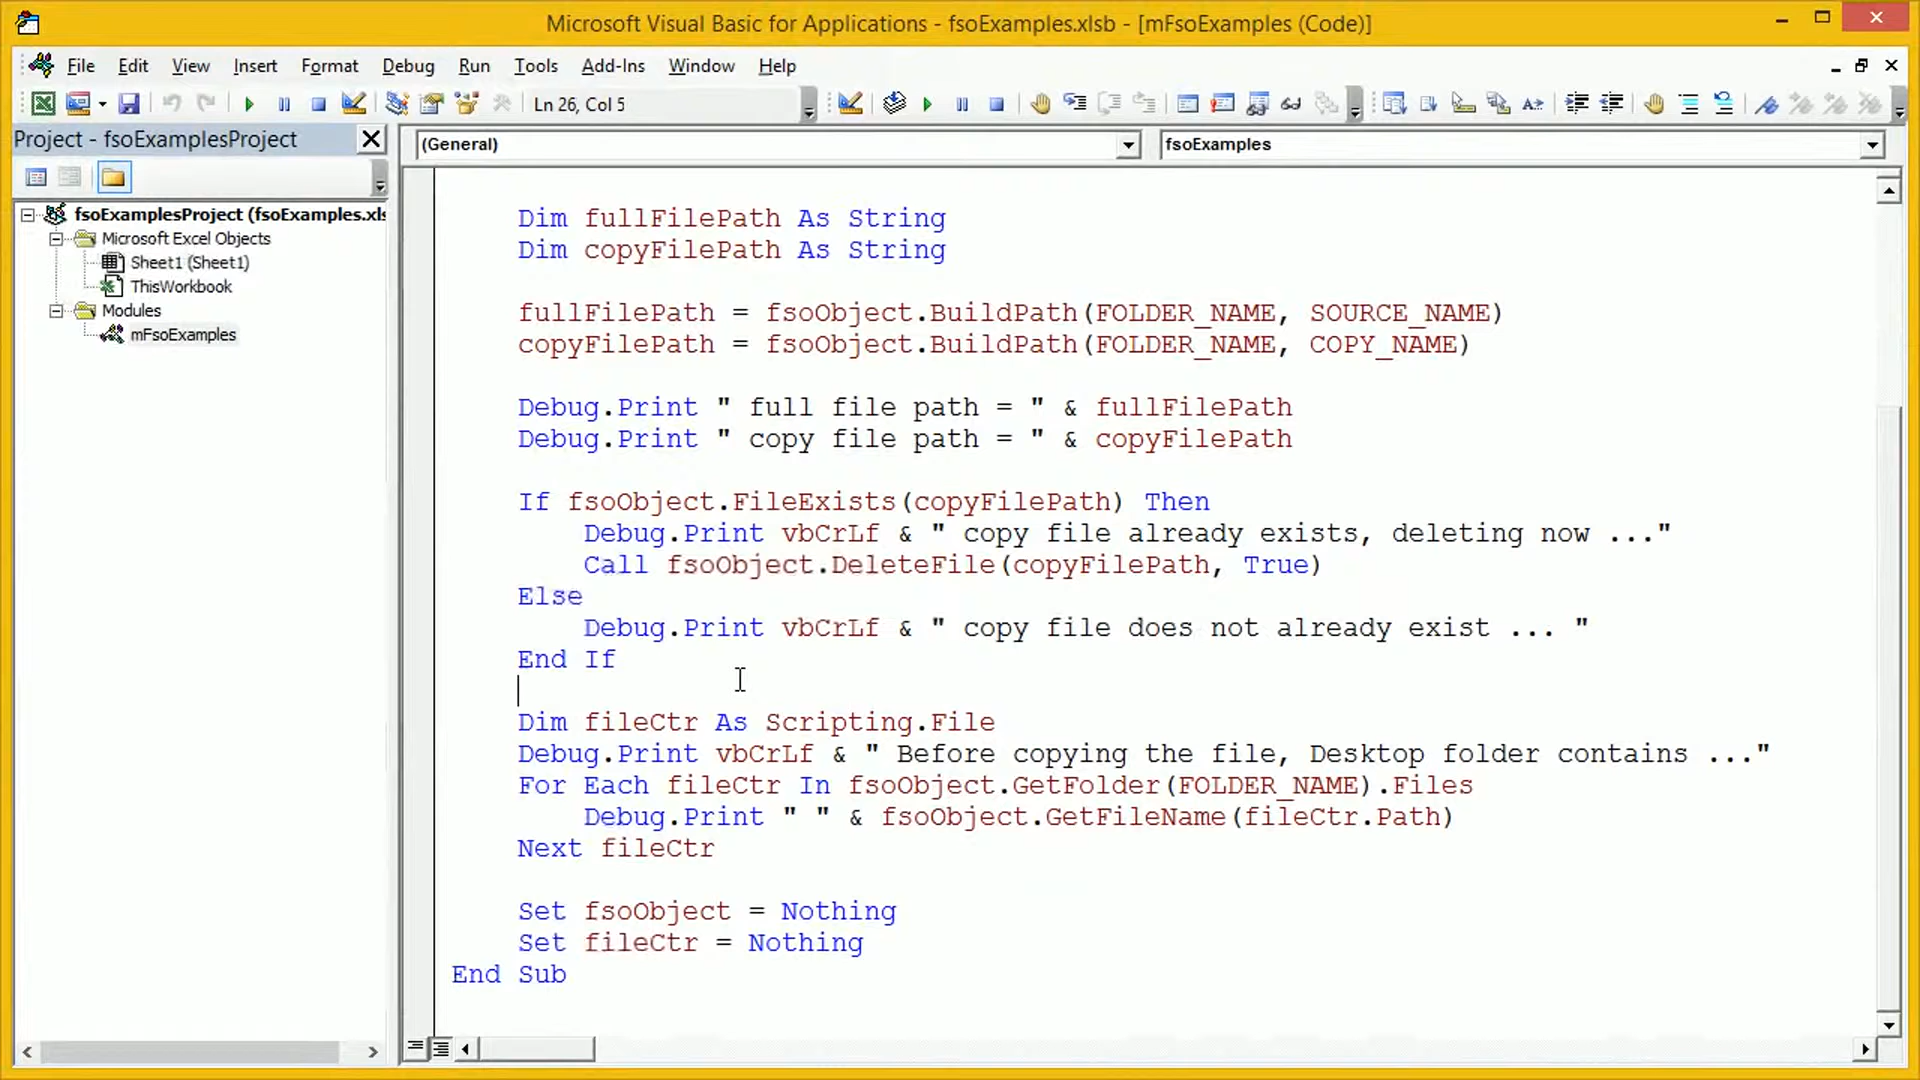 Microsoft Visual Basic for Applications - fsoExamples.xlsb - [mFsoExamples (Code)]
File Edit View Insert Format Debug Run Tools Add-Ins Window Help
Ln 26, Col 5
Project - fsoExamplesProject
(General)
fsoExamples
fsoExamplesProject (fsoExamples.xls
Microsoft Excel Objects
Sheet1 (Sheet1)
ThisWorkbook
Modules
mFsoExamples
Dim fullFilePath As String
Dim copyFilePath As String
fullFilePath = fsoObject.BuildPath(FOLDER_NAME, SOURCE_NAME)
copyFilePath = fsoObject.BuildPath(FOLDER_NAME, COPY_NAME)
Debug.Print " full file path = " & fullFilePath
Debug.Print " copy file path = " & copyFilePath
If fsoObject.FileExists(copyFilePath) Then
Debug.Print vbCrLf & " copy file already exists, deleting now ..."
Call fsoObject.DeleteFile(copyFilePath, True)
Else
Debug.Print vbCrLf & " copy file does not already exist ... "
End If
Dim fileCtr As Scripting.File
Debug.Print vbCrLf & " Before copying the file, Desktop folder contains ..."
For Each fileCtr In fsoObject.GetFolder(FOLDER_NAME).Files
Debug.Print " " & fsoObject.GetFileName(fileCtr.Path)
Next fileCtr
Set fsoObject = Nothing
Set fileCtr = Nothing
End Sub